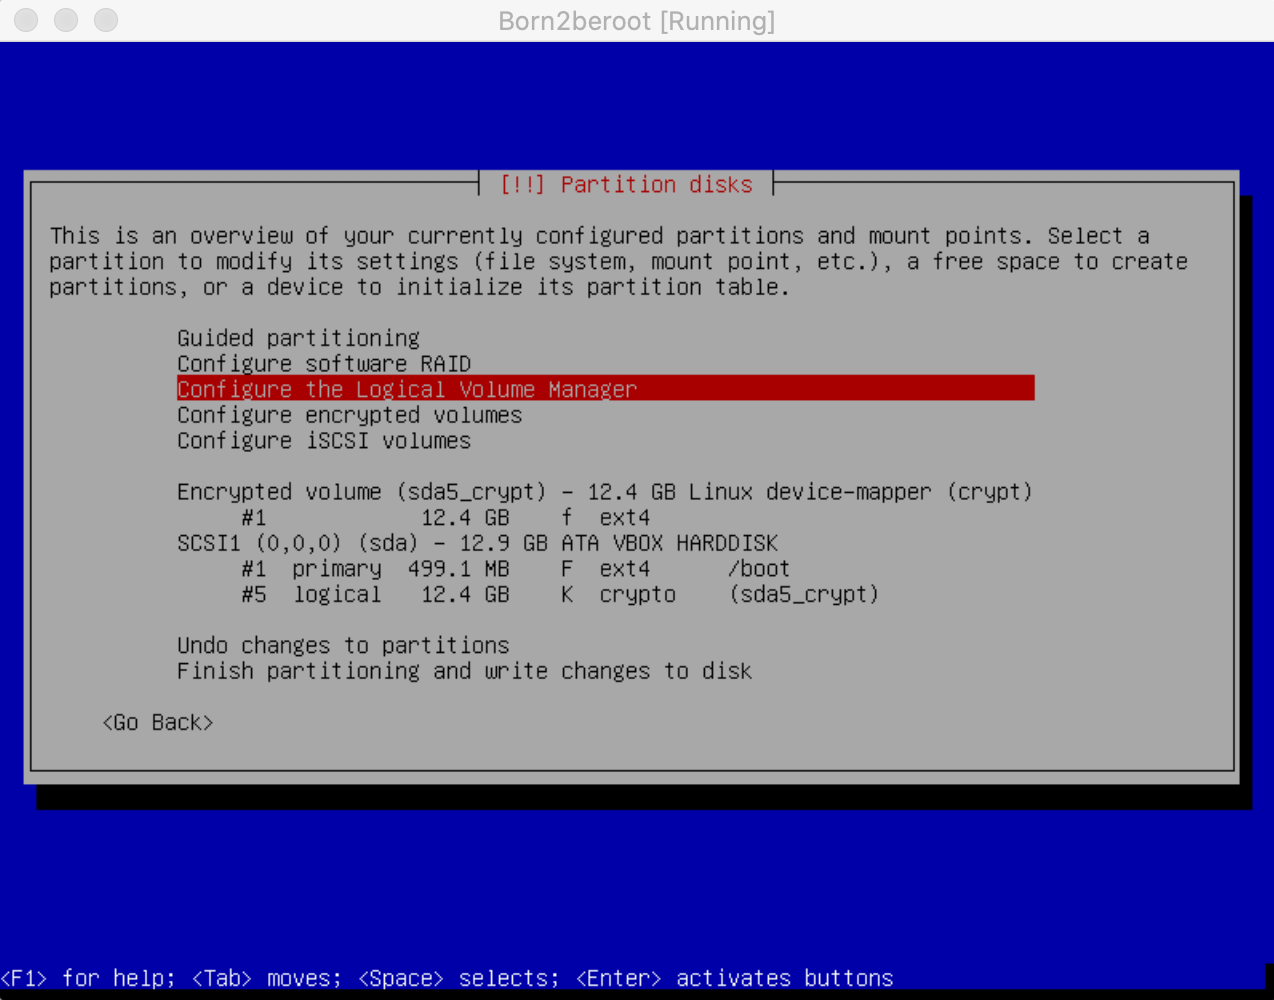 Born2beroot [Running]
[!!] Partition disks
This is an overview of your currently configured partitions and mount points. Select a
partition to modify its settings (file system, mount point, etc.), a free space to create
partitions, or a device to initialize its partition table.
Guided partitioning
Configure software RAID
Configure the Logical Volume Manager
Configure encrypted volumes
Configure iSCSI volumes
Encrypted volume (sda5_crypt) - 12.4 GB Linux device-mapper (crypt)
#1 12.4 GB f ext4
SCSI1 (0,0,0) (sda) - 12.9 GB ATA VBOX HARDDISK
#1 primary 499.1 MB F ext4 /boot
#5 logical 12.4 GB K crypto (sda5_crypt)
Undo changes to partitions
Finish partitioning and write changes to disk
<Go Back>
<F1> for help; <Tab> moves; <Space> selects; <Enter> activates buttons